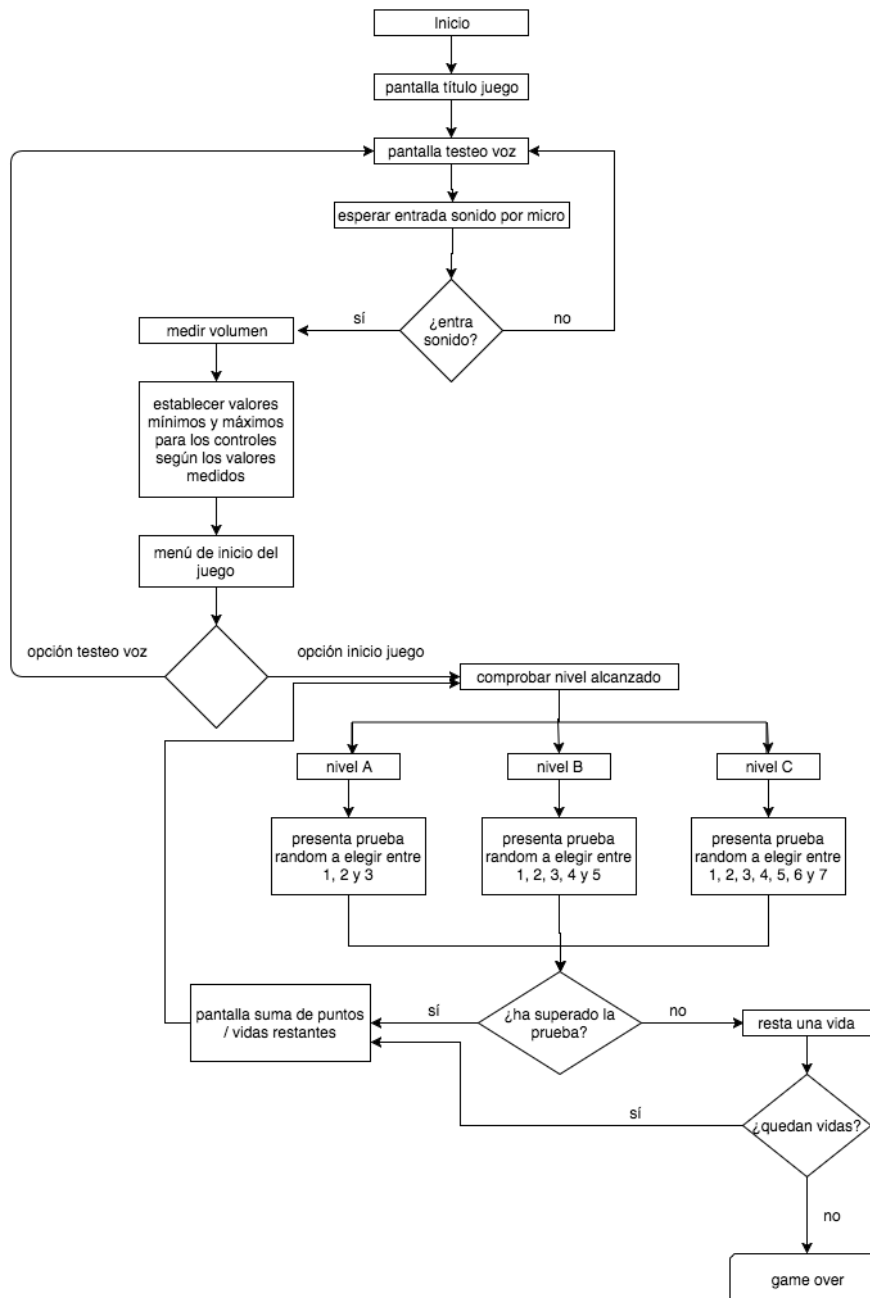 Inicio
pantalla título juego
pantalla testeo voz
esperar entrada sonido por micro
¿entra
sonido?
sí
no
medir volumen
establecer valores
mínimos y máximos
para los controles
según los valores
medidos
menú de inicio del
juego
opción testeo voz
opción inicio juego
comprobar nivel alcanzado
nivel A
nivel B
nivel C
presenta prueba
random a elegir entre
1, 2 y 3
presenta prueba
random a elegir entre
1, 2, 3, 4 y 5
presenta prueba
random a elegir entre
1, 2, 3, 4, 5, 6 y 7
¿ha superado la
prueba?
sí
no
pantalla suma de puntos
/ vidas restantes
resta una vida
¿quedan vidas?
sí
no
game over